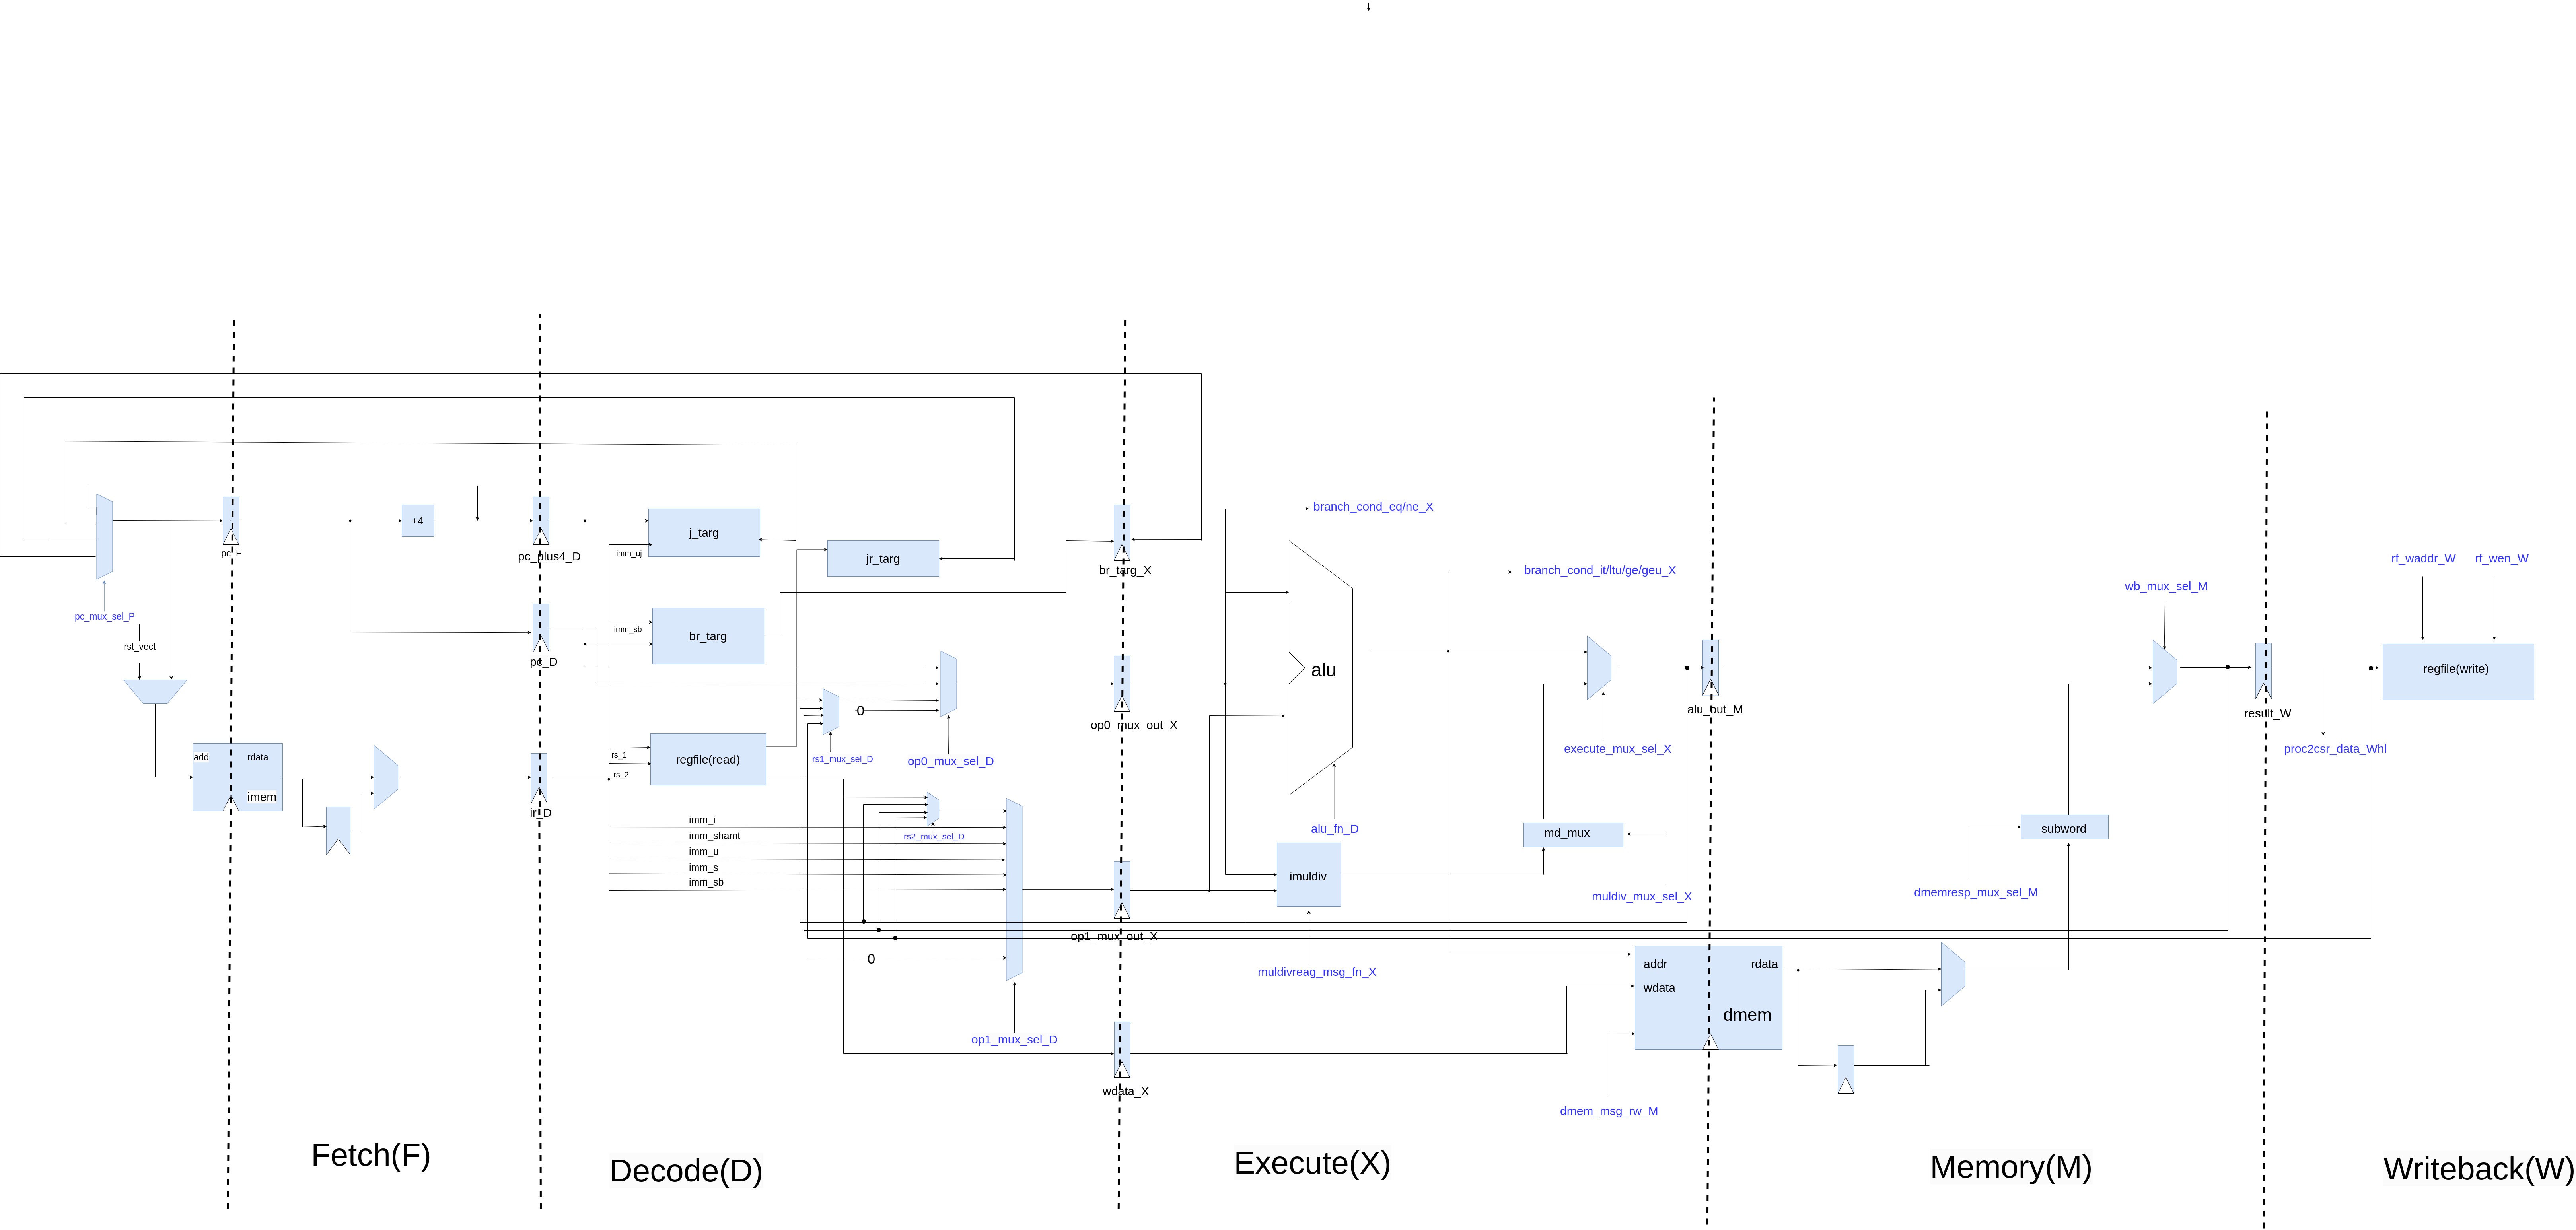 branch_cond_eq/ne_X
+4
j_targ
imm_uj
pc_F
pc_plus4_D
jr_targ
br_targ_X
branch_cond_it/ltu/ge/geu_X
rf_waddr_W
rf_wen_W
wb_mux_sel_M
pc_mux_sel_P
rst_vect
imm_sb
br_targ
pc_D
alu
regfile(write)
0
alu_out_M
result_W
op0_mux_out_X
add
rdata
rs_1
regfile(read)
rs1_mux_sel_D
op0_mux_sel_D
execute_mux_sel_X
proc2csr_data_Whl
rs_2
imem
ir_D
imm_i
imm_shamt
imm_u
imm_s
imm_sb
rs2_mux_sel_D
alu_fn_D
md_mux
subword
imuldiv
muldiv_mux_sel_X
dmemresp_mux_sel_M
op1_mux_out_X
0
muldivreag_msg_fn_X
addr
rdata
wdata
dmem
op1_mux_sel_D
wdata_X
dmem_msg_rw_M
Fetch(F)
Decode(D)
Execute(X)
Memory(M)
Writeback(W)